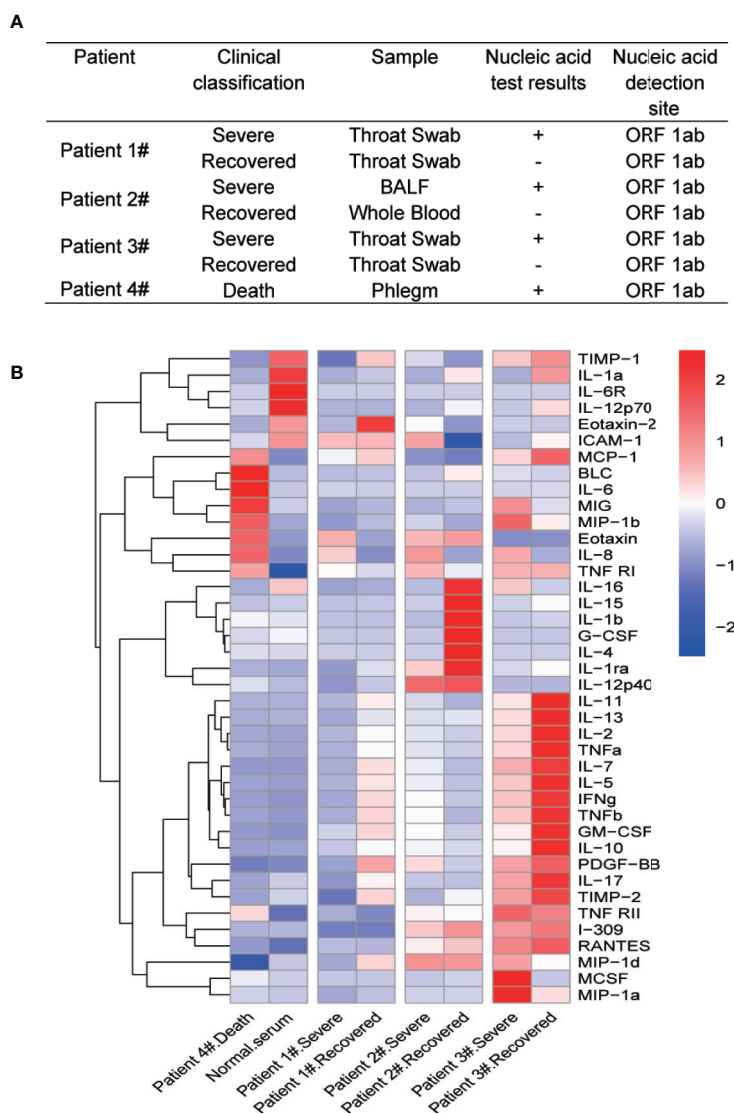 A
Patient Clinical classification Sample Nucleic acid test results Nucleic acid detection site
Patient 1# Severe Throat Swab + ORF 1ab
Recovered Throat Swab - ORF 1ab
Patient 2# Severe BALF + ORF 1ab
Recovered Whole Blood - ORF 1ab
Patient 3# Severe Throat Swab + ORF 1ab
Recovered Throat Swab - ORF 1ab
Patient 4# Death Phlegm + ORF 1ab
B
TIMP-1
IL-1a
IL-6R
IL-12p70
Eotaxin-2
ICAM-1
MCP-1
BLC
IL-6
MIG
MIP-1b
Eotaxin
IL-8
TNF RI
IL-16
IL-15
IL-1b
G-CSF
IL-4
IL-1ra
IL-12p40
IL-11
IL-13
IL-2
TNFa
IL-7
IL-5
IFNg
TNFb
GM-CSF
IL-10
PDGF-BB
IL-17
TIMP-2
TNF RII
I-309
RANTES
MIP-1d
MCSF
MIP-1a
2
1
0
-1
-2
Patient 4#.Death
Normal.serum
Patient 1#.Severe
Patient 1#.Recovered
Patient 2#.Severe
Patient 2#.Recovered
Patient 3#.Severe
Patient 3#.Recovered